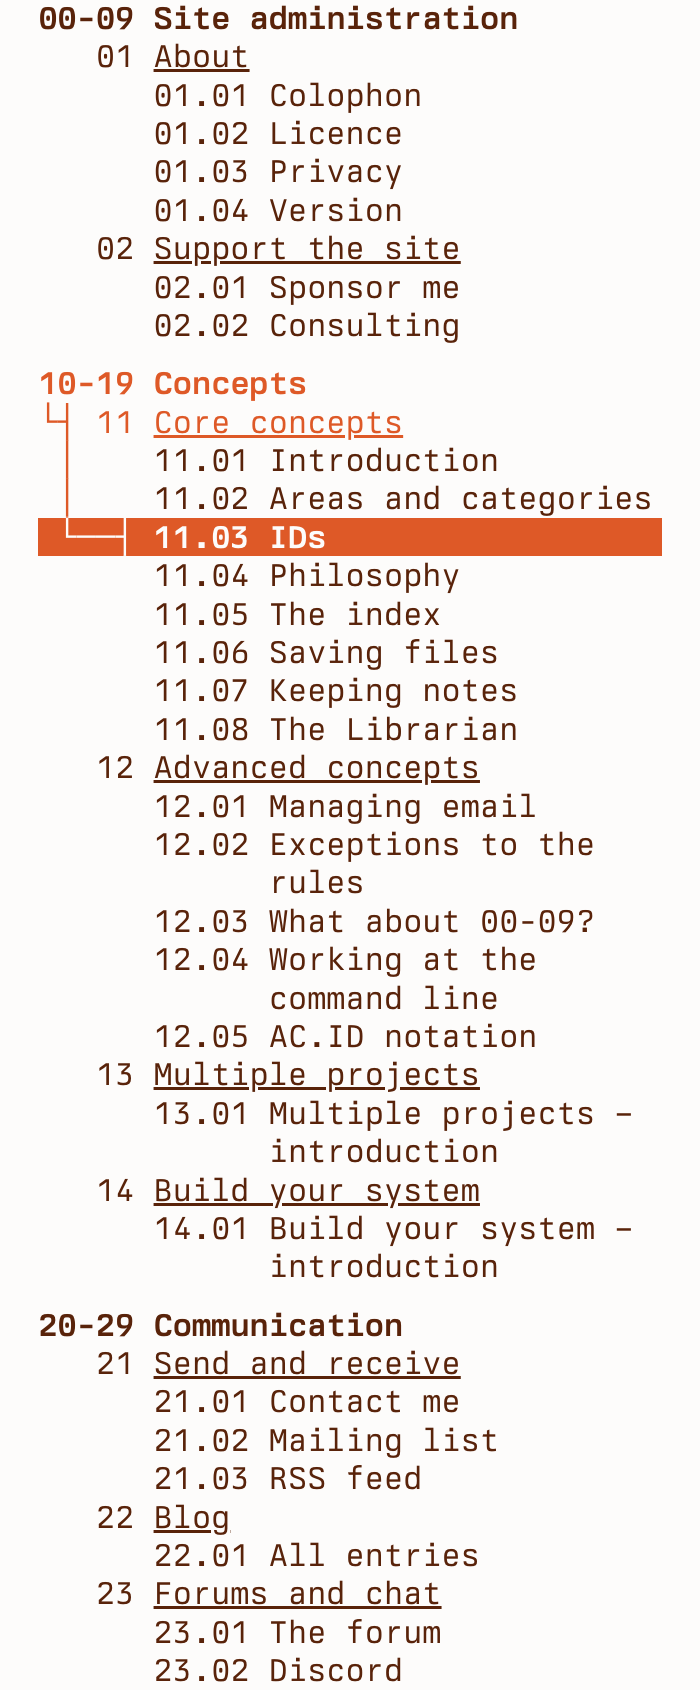 00-09 Site administration
01 About
01.01 Colophon
01.02 Licence
01.03 Privacy
01.04 Version
02 Support the site
02.01 Sponsor me
02.02 Consulting
10-19 Concepts
11 Core concepts
11.01 Introduction
11.02 Areas and categories
11.03 IDs
11.04 Philosophy
11.05 The index
11.06 Saving files
11.07 Keeping notes
11.08 The Librarian
12 Advanced concepts
12.01 Managing email
12.02 Exceptions to the
rules
12.03 What about 00-09?
12.04 Working at the
command line
12.05 AC.ID notation
13 Multiple projects
13.01 Multiple projects –
introduction
14 Build your system
14.01 Build your system –
introduction
20-29 Communication
21 Send and receive
21.01 Contact me
21.02 Mailing list
21.03 RSS feed
22 Blog
22.01 All entries
23 Forums and chat
23.01 The forum
23.02 Discord